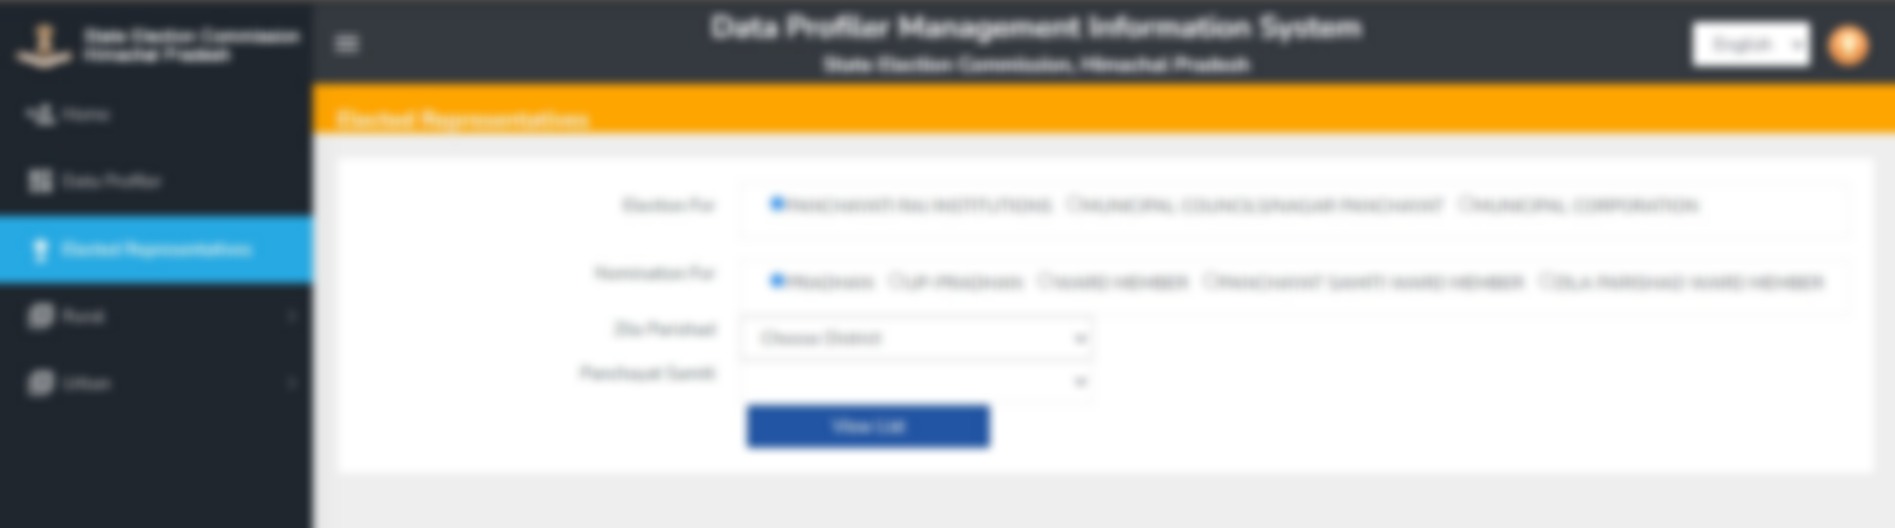 State Election Commission
Himachal Pradesh
Data Profiler Management Information System
State Election Commission, Himachal Pradesh
English
Home
Data Profiler
Elected Representatives
Rural
Urban
Elected Representatives
Election For
PANCHAYATI RAJ INSTITUTIONS MUNICIPAL COUNCILS/NAGAR PANCHAYAT MUNICIPAL CORPORATION
Nomination For
PRADHAN UP-PRADHAN WARD MEMBER PANCHAYAT SAMITI WARD MEMBER ZILA PARISHAD WARD MEMBER
Zila Parishad
Choose District
Panchayat Samiti
View List